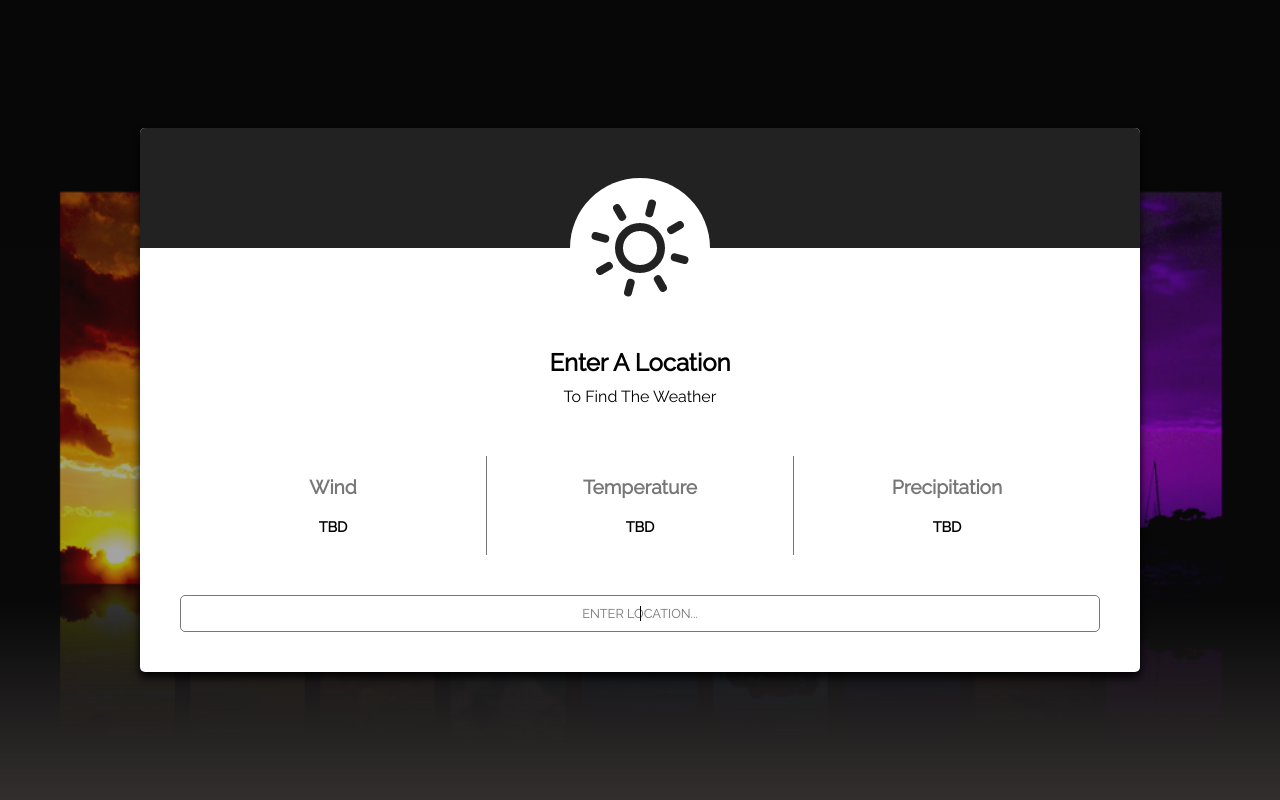 Enter A Location
To Find The Weather
Wind
Temperature
Precipitation
TBD
TBD
TBD
ENTER LOCATION...